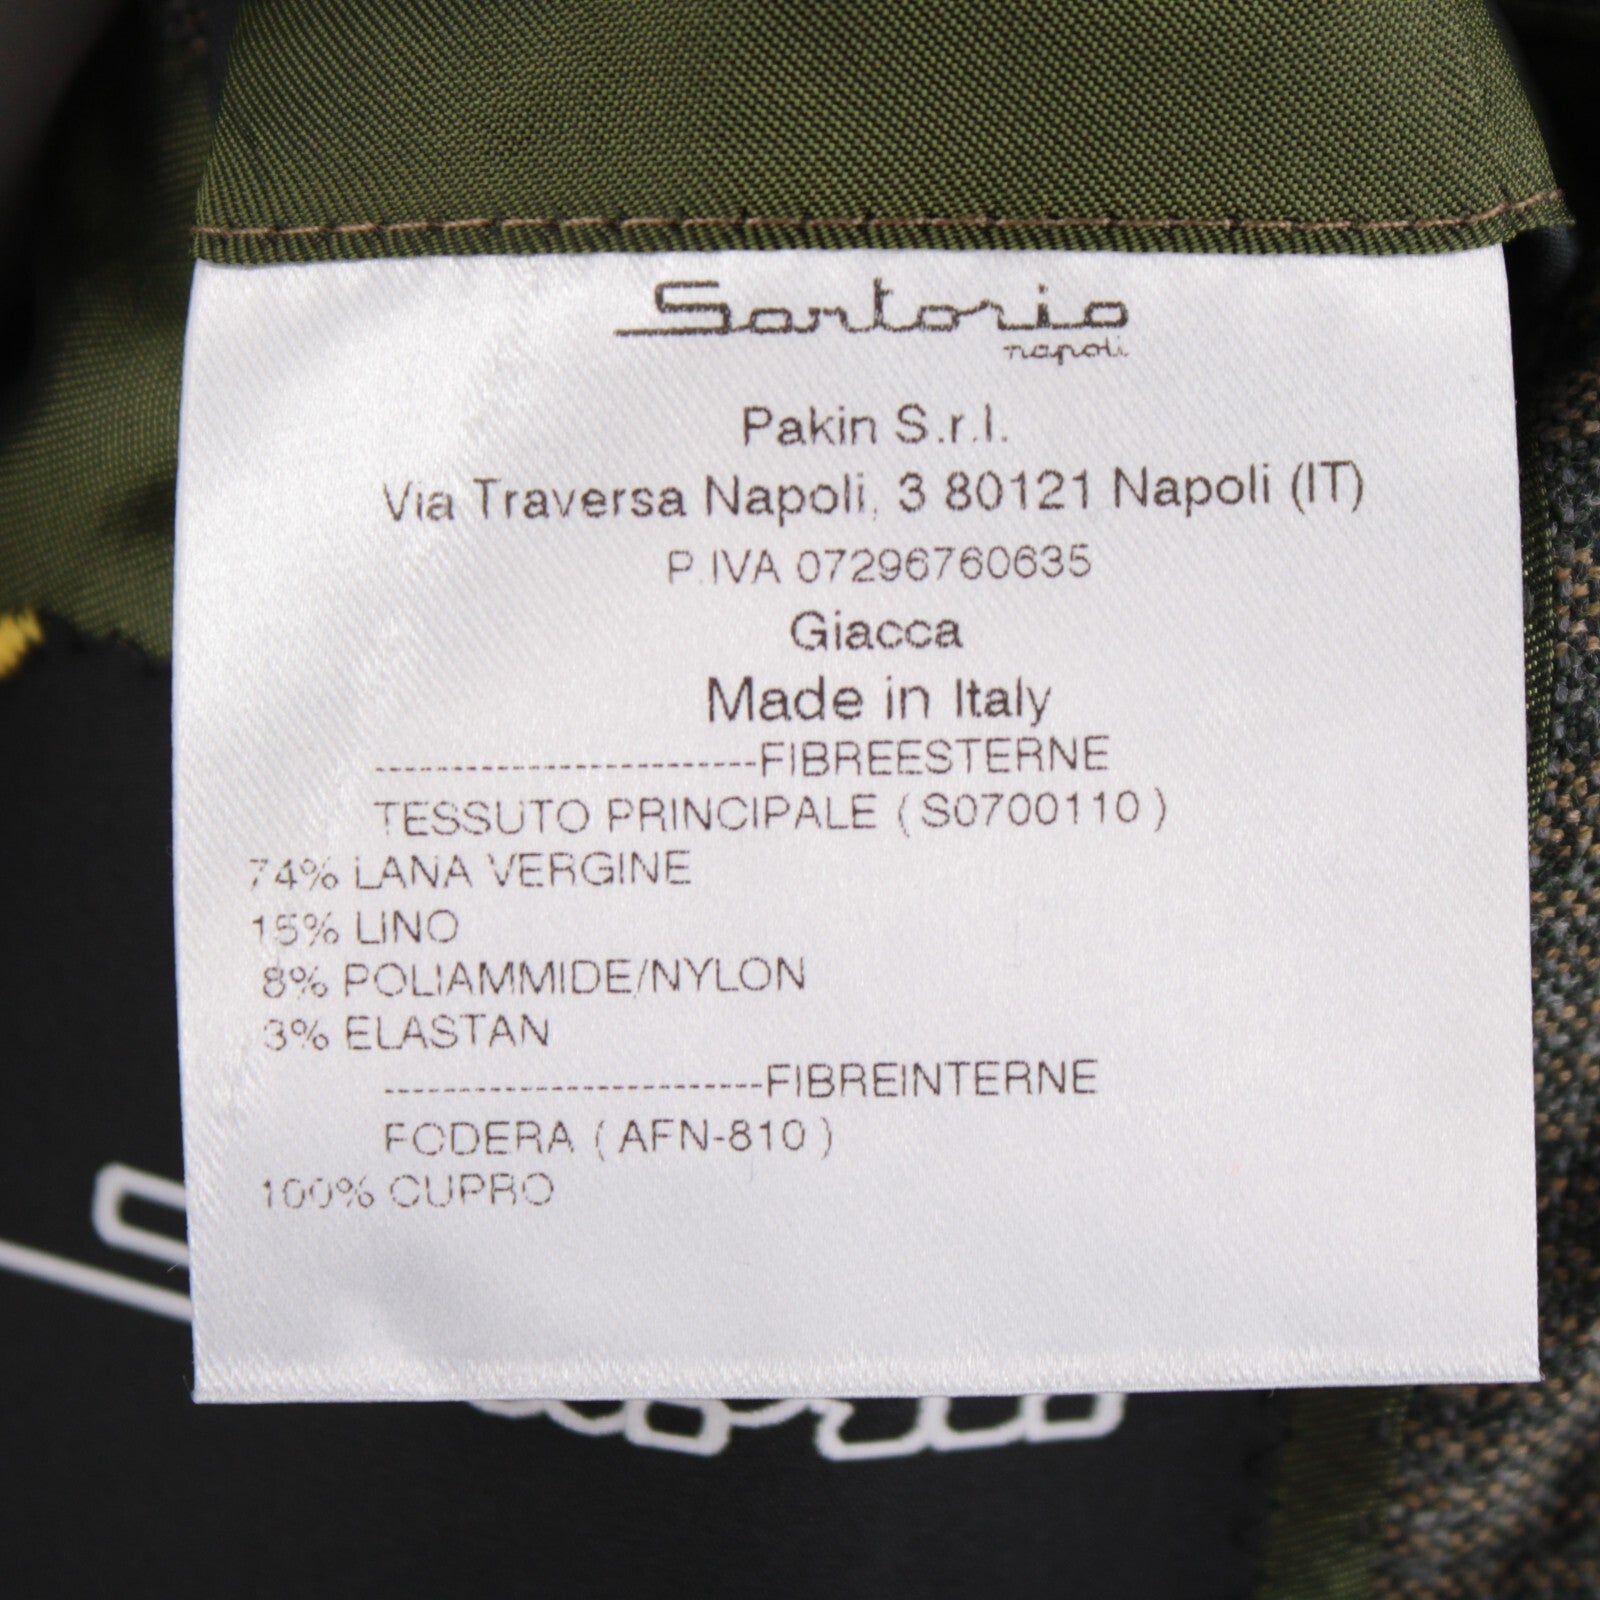 Sartorio
napoli
Pakin S.r.l.
Via Traversa Napoli, 3 80121 Napoli (IT)
P.IVA 07296760635
Giacca
Made in Italy
-------------------------FIBREESTERNE
TESSUTO PRINCIPALE ( S0700110 )
74% LANA VERGINE
15% LINO
8% POLIAMMIDE/NYLON
3% ELASTAN
-------------------------FIBREINTERNE
FODERA ( AFN-810 )
100% CUPRO